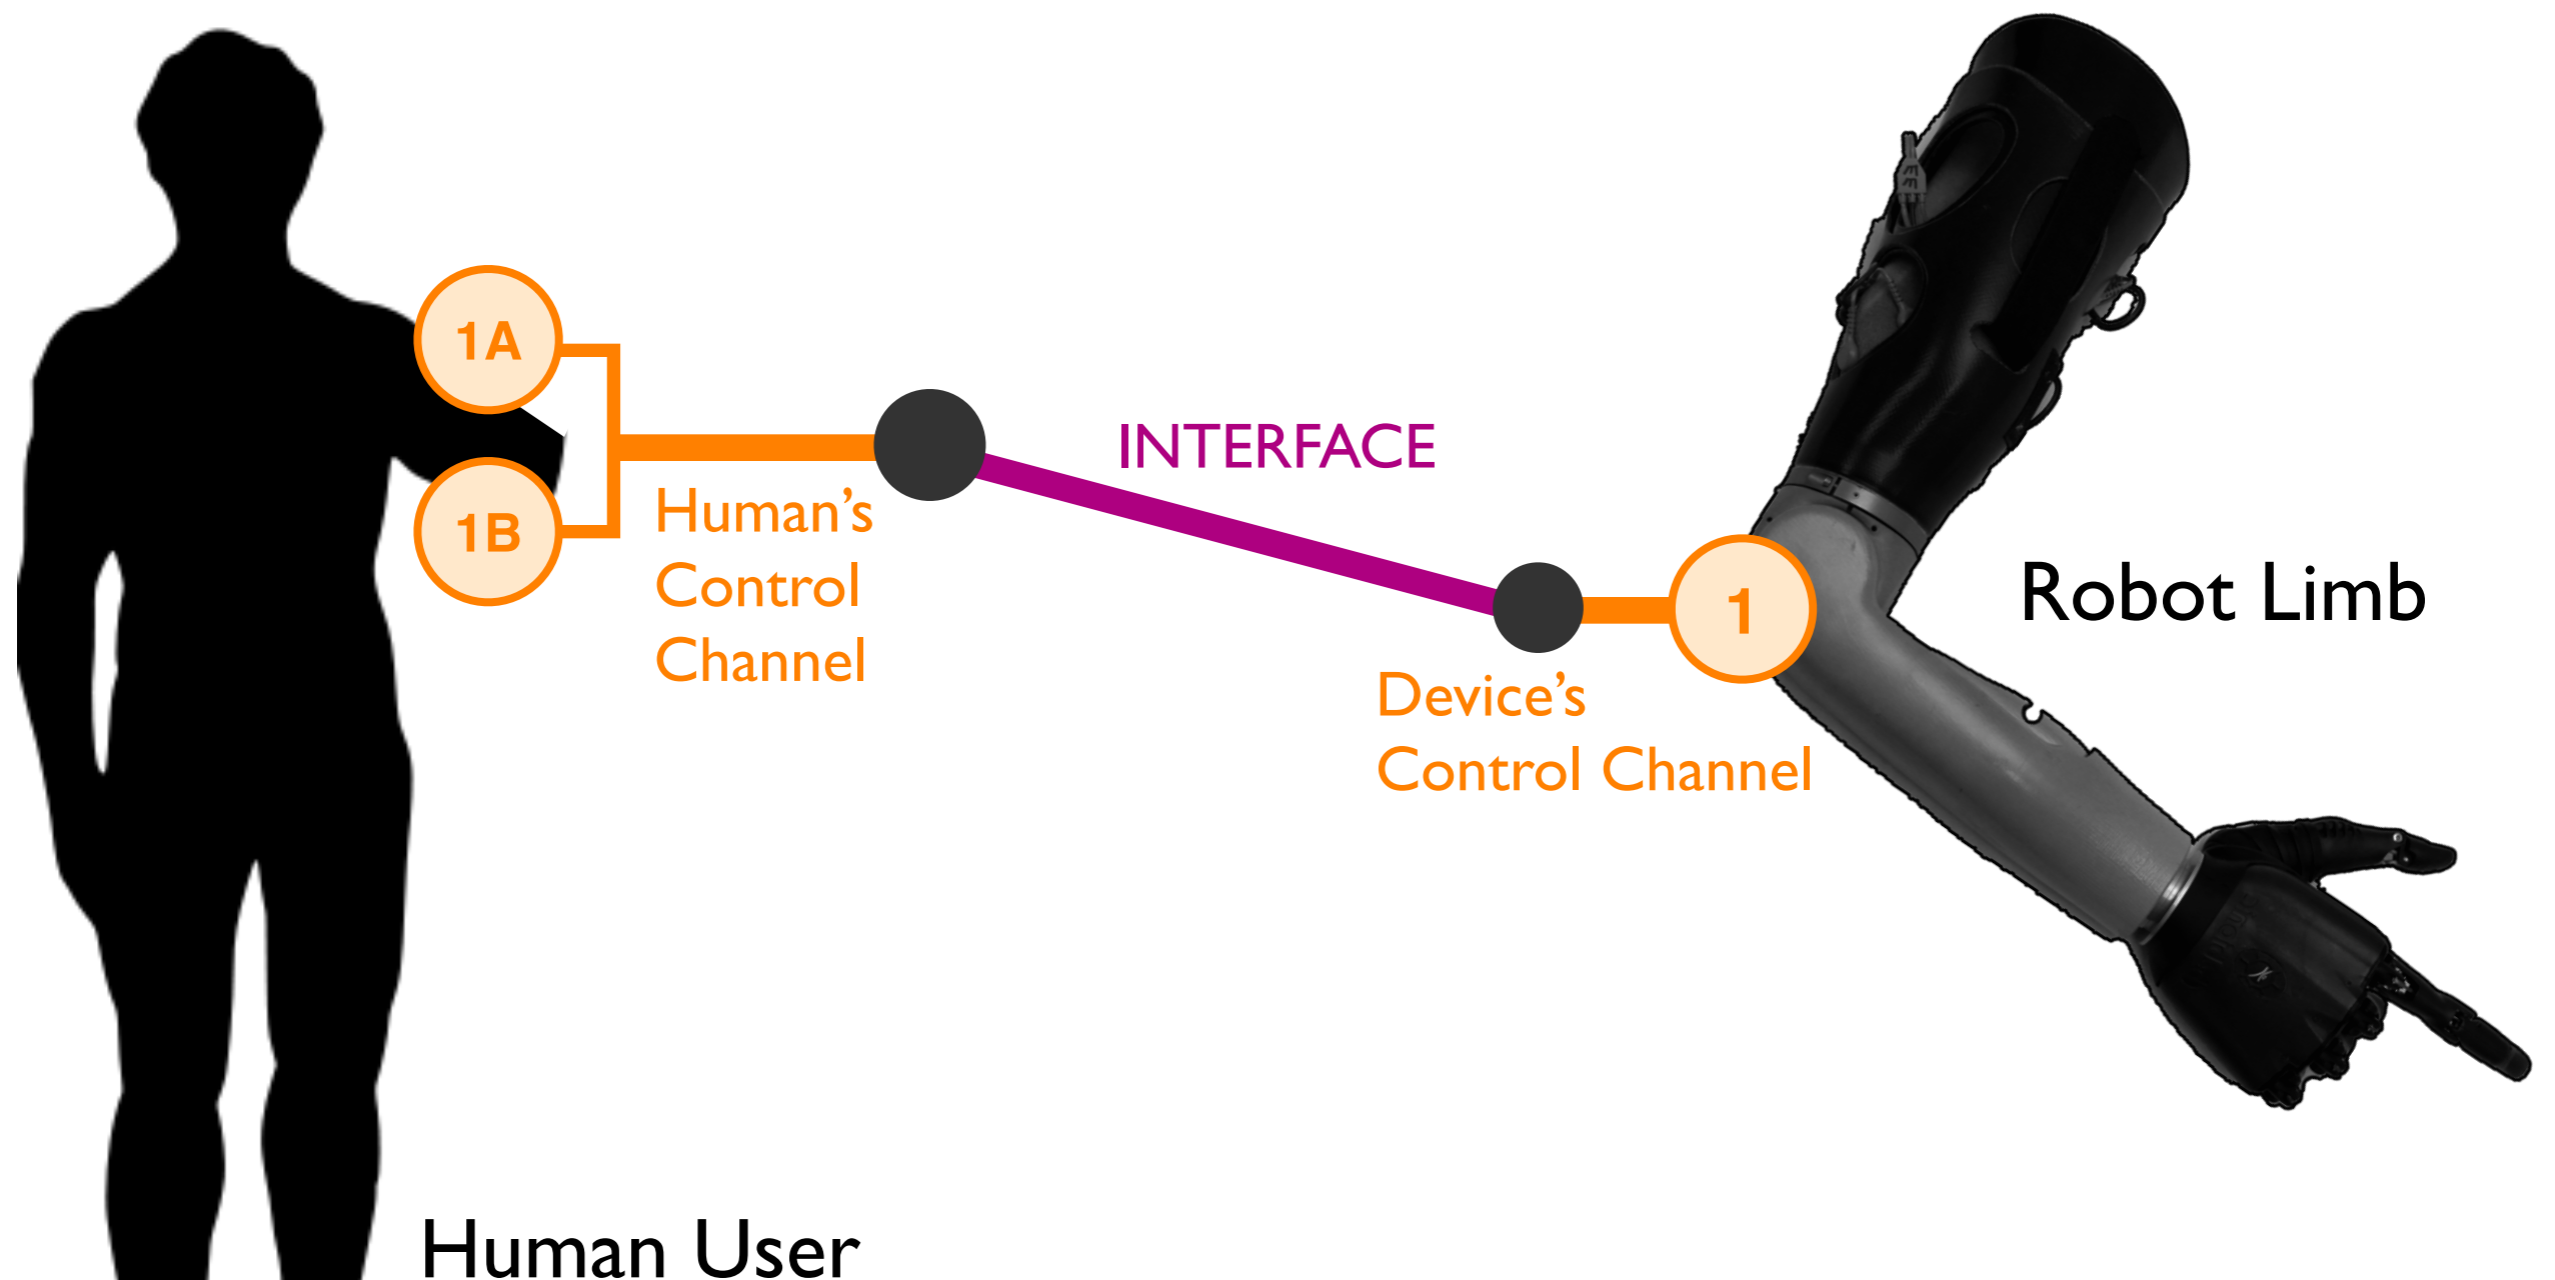 1A
1B
Human’s
Control
Channel
INTERFACE
1
Device’s
Control Channel
Robot Limb
Human User